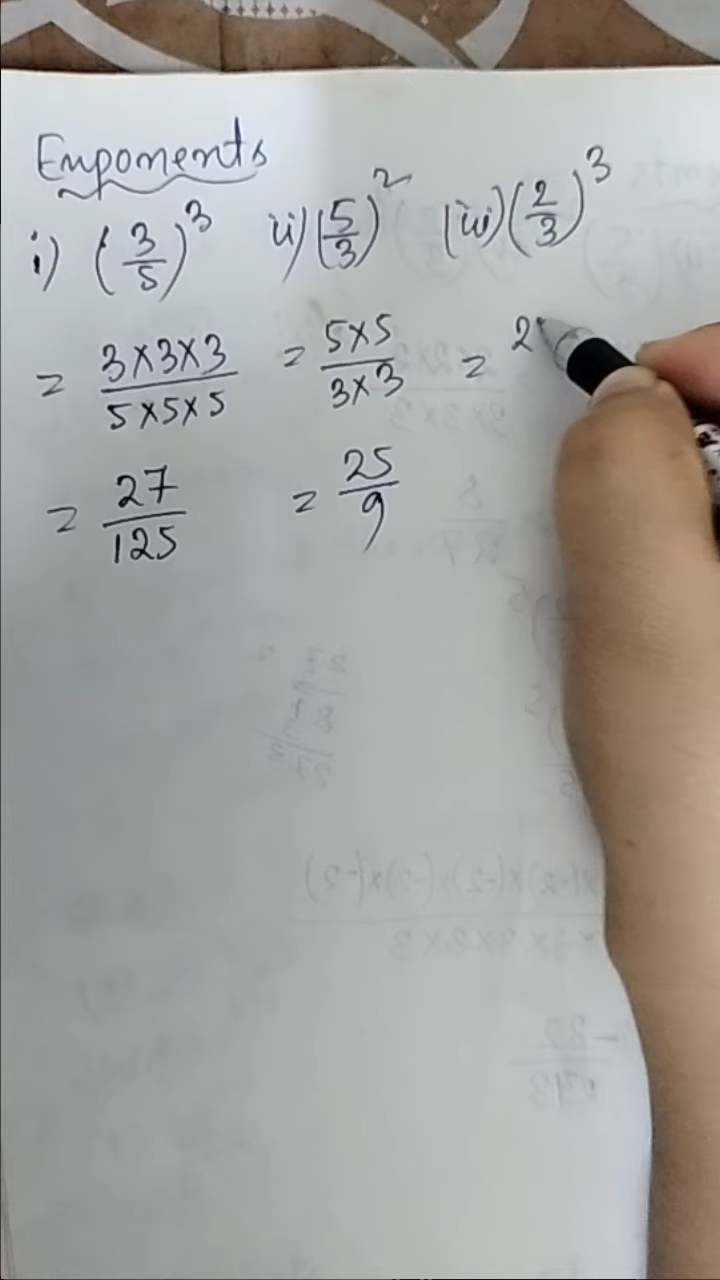 Exponents
i) (3/5)³ ii) (5/3)² (iii) (2/3)³
= 3×3×3/5×5×5 = 5×5/3×3 = 2
= 27/125 = 25/9